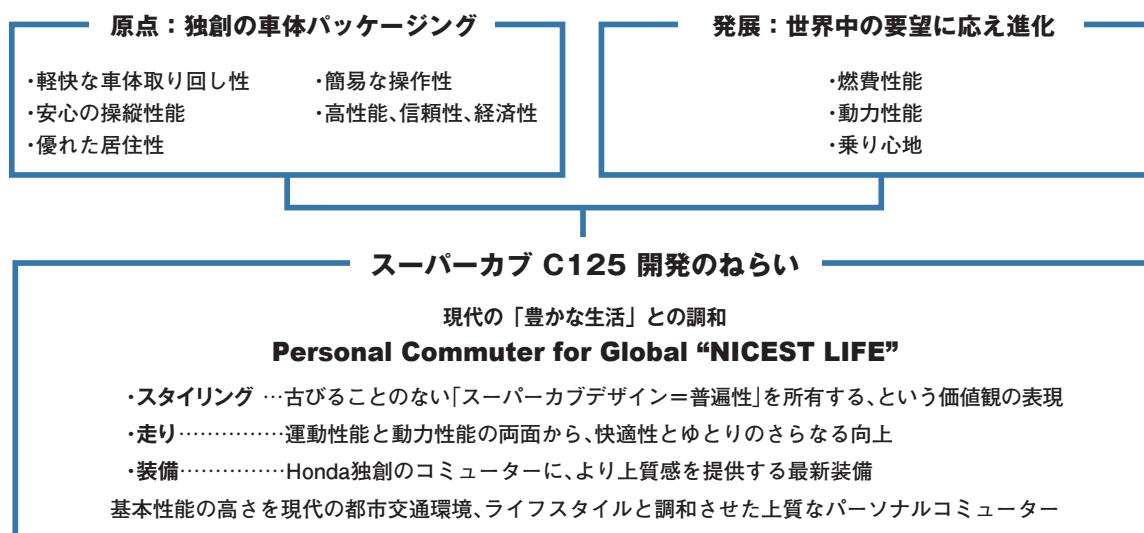 原点：独創の車体パッケージング
・軽快な車体取り回し性
・安心の操縦性能
・優れた居住性
・簡易な操作性
・高性能、信頼性、経済性
発展：世界中の要望に応え進化
・燃費性能
・動力性能
・乗り心地
スーパーカブ C125 開発のねらい
現代の「豊かな生活」との調和
Personal Commuter for Global “NICEST LIFE”
・スタイリング …古びることのない｢スーパーカブデザイン＝普遍性｣を所有する、という価値観の表現
・走り……………運動性能と動力性能の両面から、快適性とゆとりのさらなる向上
・装備……………Honda独創のコミューターに、より上質感を提供する最新装備
基本性能の高さを現代の都市交通環境、ライフスタイルと調和させた上質なパーソナルコミューター